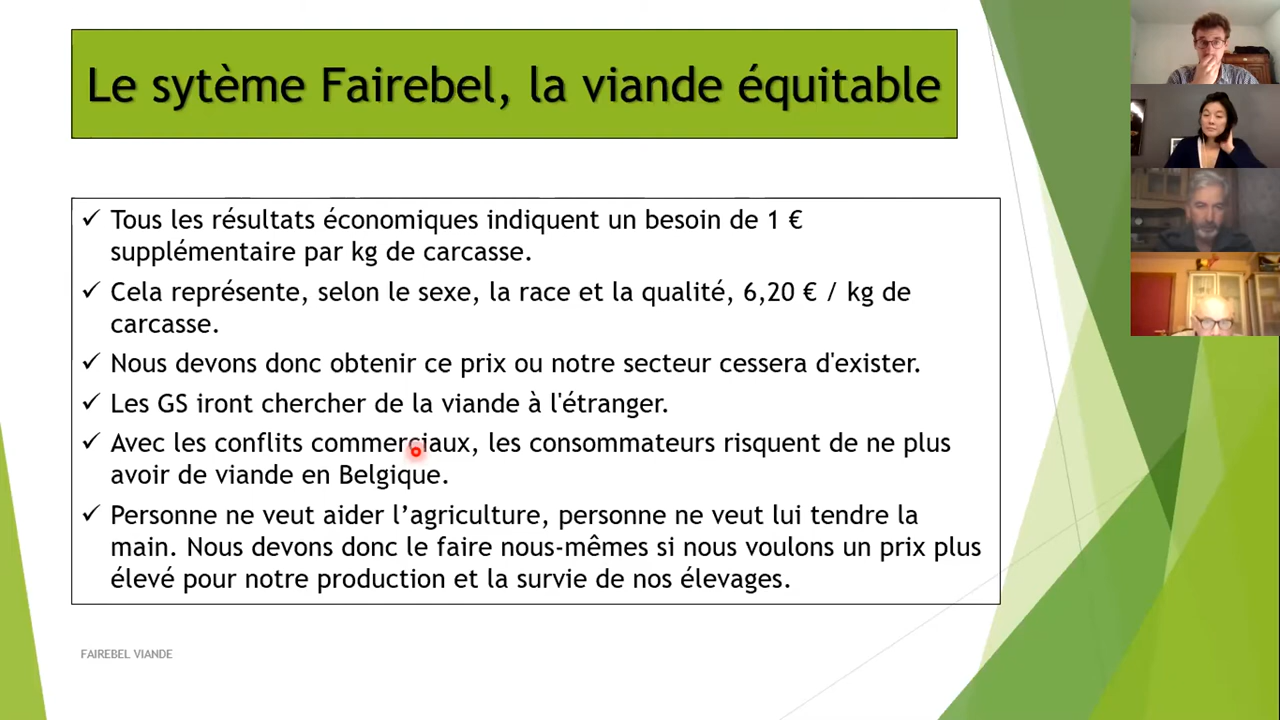 Le sytème Fairebel, la viande équitable
✓ Tous les résultats économiques indiquent un besoin de 1 €
supplémentaire par kg de carcasse.
✓ Cela représente, selon le sexe, la race et la qualité, 6,20 € / kg de
carcasse.
✓ Nous devons donc obtenir ce prix ou notre secteur cessera d'exister.
✓ Les GS iront chercher de la viande à l'étranger.
✓ Avec les conflits commerciaux, les consommateurs risquent de ne plus
avoir de viande en Belgique.
✓ Personne ne veut aider l’agriculture, personne ne veut lui tendre la
main. Nous devons donc le faire nous-mêmes si nous voulons un prix plus
élevé pour notre production et la survie de nos élevages.
FAIREBEL VIANDE